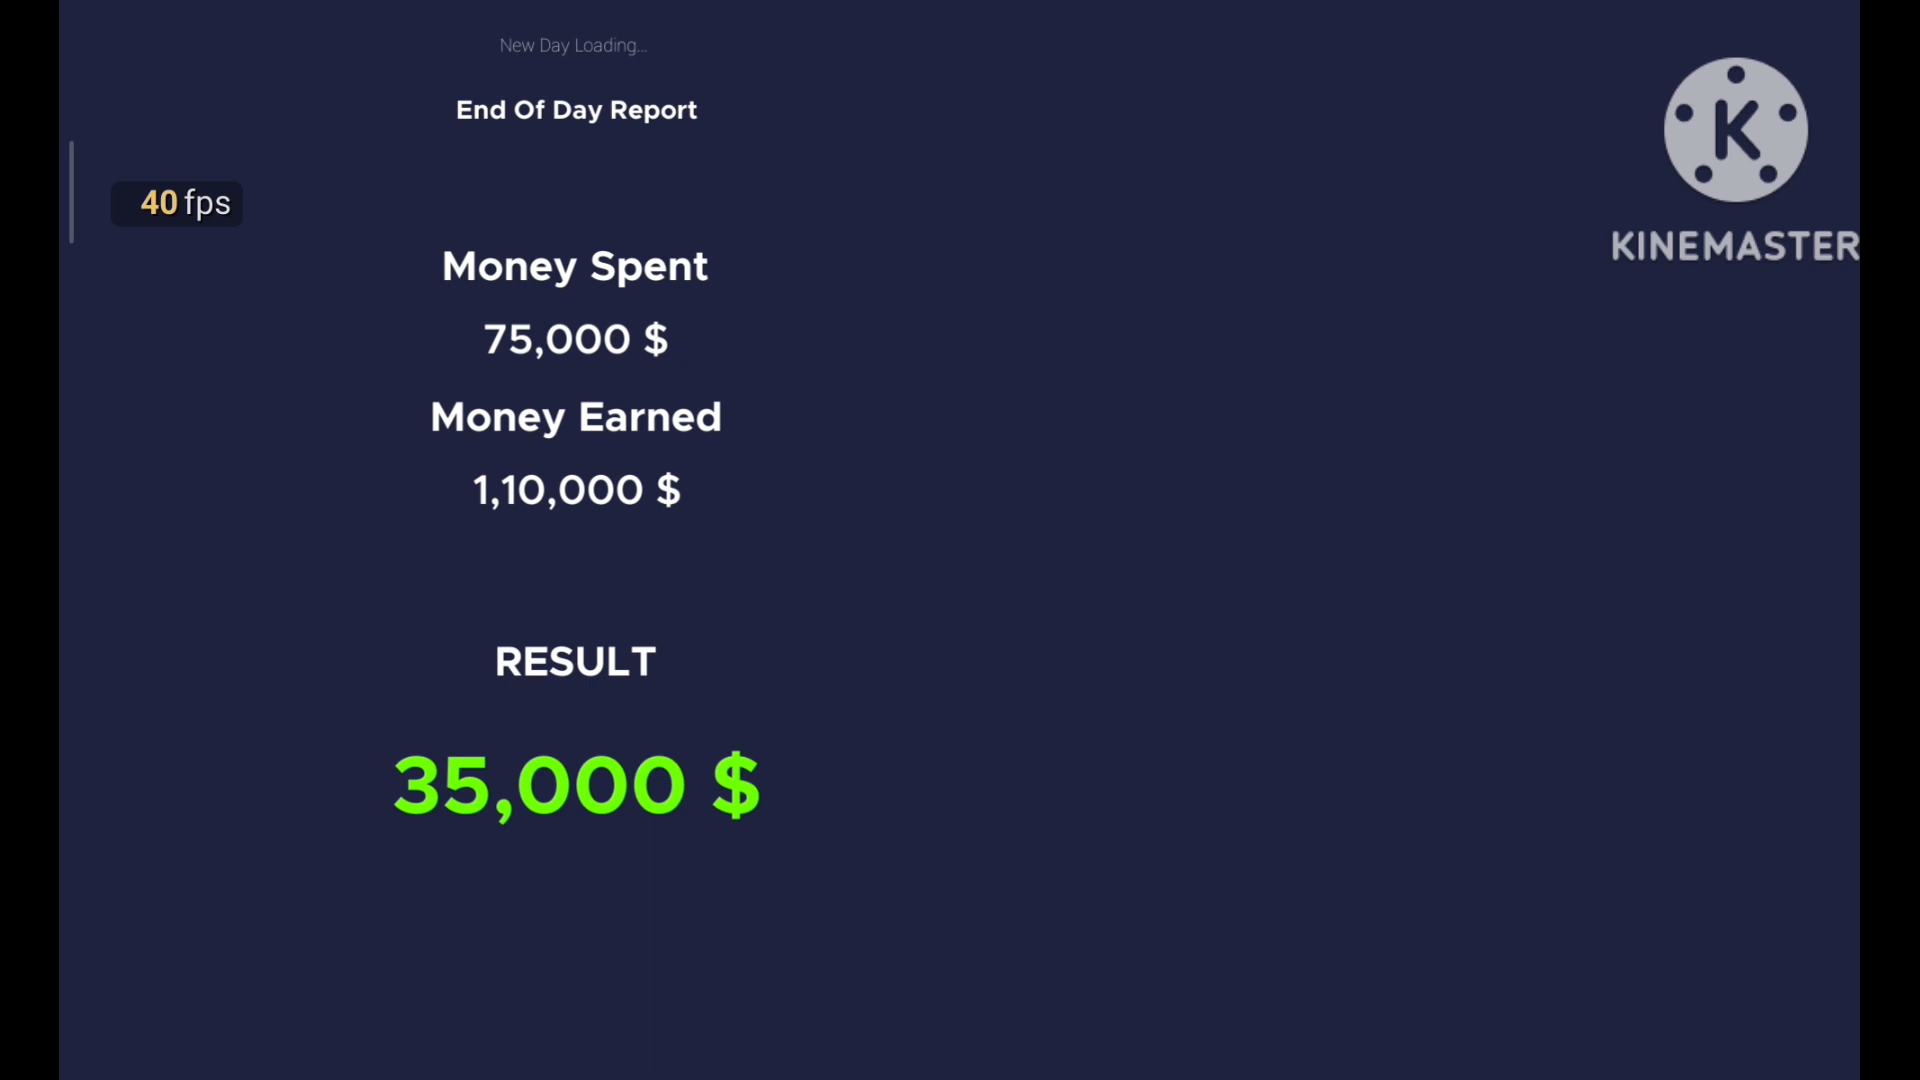 New Day Loading...
End Of Day Report
40 fps
Money Spent
75,000 $
Money Earned
1,10,000 $
RESULT
35,000 $
K
KINEMASTER